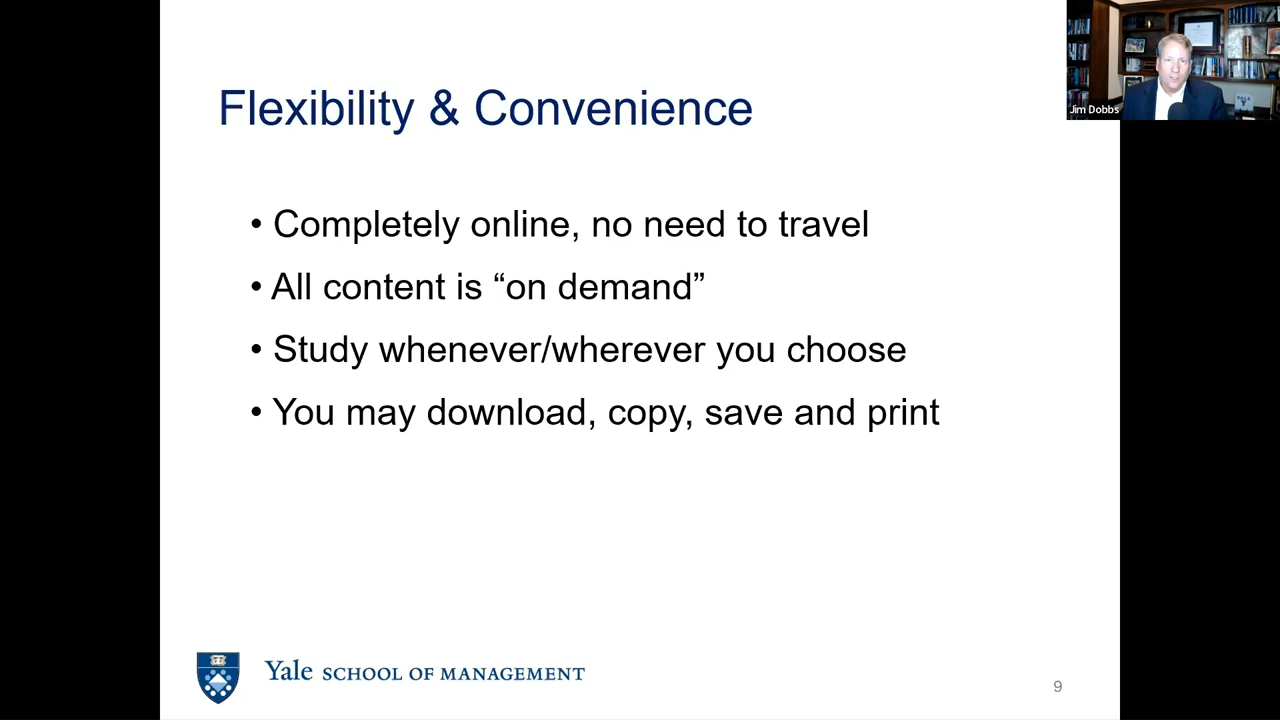 Jim Dobbs
YALE
Y
Flexibility & Convenience
• Completely online, no need to travel
• All content is “on demand”
• Study whenever/wherever you choose
• You may download, copy, save and print
Yale SCHOOL OF MANAGEMENT
9